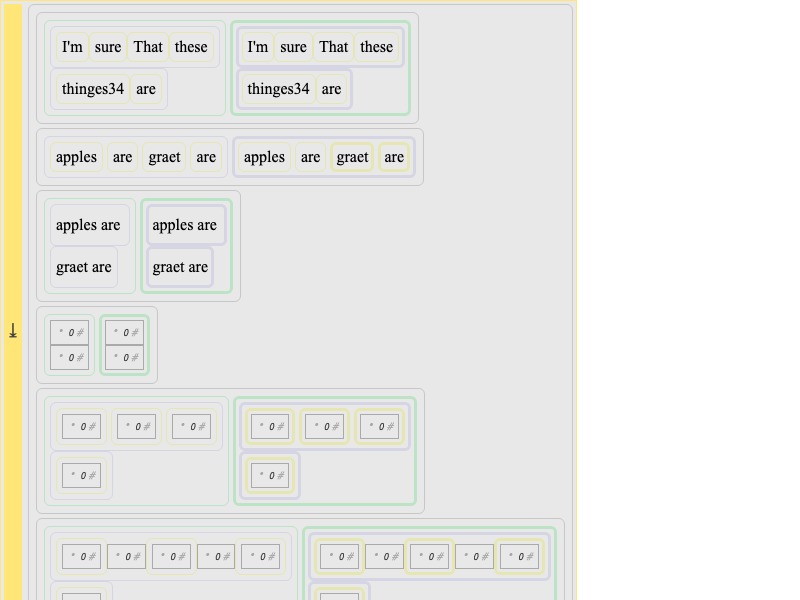 I'm sure That these I'm sure That these
thinges34 are thinges34 are
apples are graet are apples are graet are
apples are apples are
graet are graet are
* 0 # * 0 #
* 0 # * 0 #
* 0 # * 0 # * 0 # * 0 # * 0 # * 0 #
* 0 # * 0 #
* 0 # * 0 # * 0 # * 0 # * 0 # * 0 # * 0 # * 0 # * 0 # * 0 #